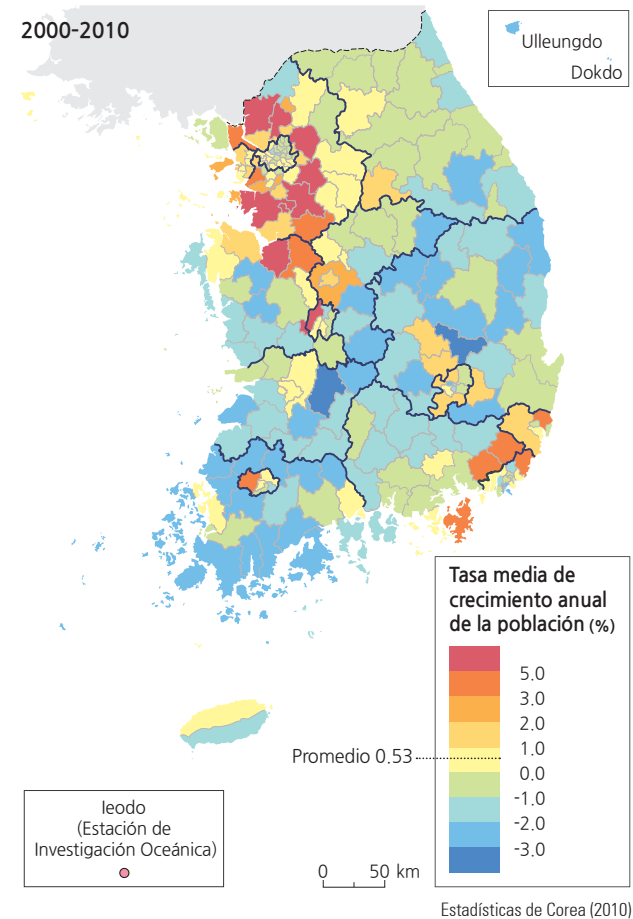 2000-2010
Ulleungdo
Dokdo
Tasa media de
crecimiento anual
de la población (%)
5.0
3.0
2.0
1.0
Promedio 0.53
0.0
-1.0
-2.0
-3.0
Ieodo
(Estación de
Investigación Oceánica)
0 50 km
Estadísticas de Corea (2010)